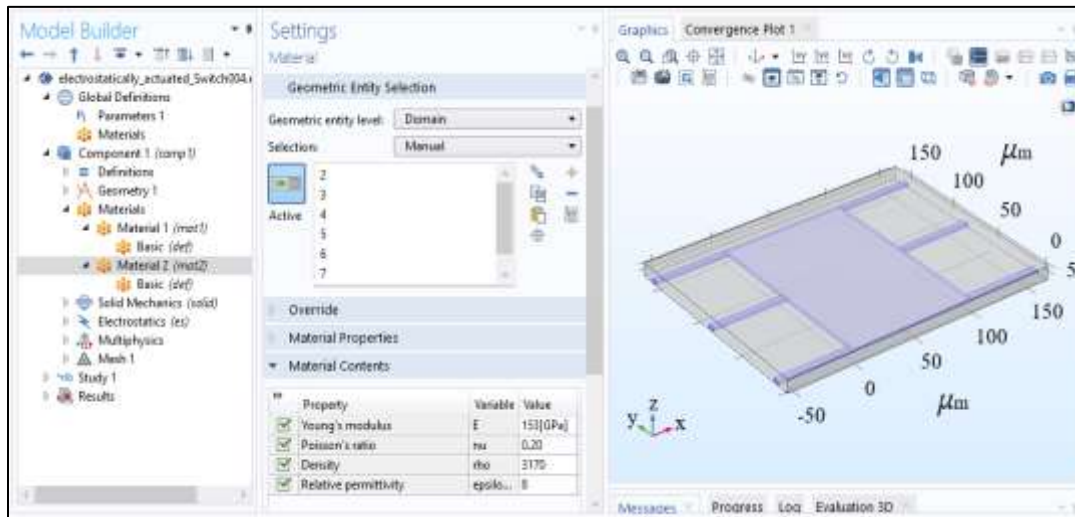 Model Builder
electrostatically_actuated_Switch004.
Global Definitions
Parameters 1
Materials
Component 1 (comp1)
Definitions
Geometry 1
Materials
Material 1 (mat1)
Basic (def)
Material 2 (mat2)
Basic (def)
Solid Mechanics (solid)
Electrostatics (es)
Multiphysics
Mesh 1
Study 1
Results
Settings
Material
Geometric Entity Selection
Geometric entity level: Domain
Selection: Manual
Active
2
3
4
5
6
7
Override
Material Properties
Material Contents
Property Variable Value
Young's modulus E 153[GPa]
Poisson's ratio nu 0.20
Density rho 3170
Relative permittivity epsilo... 8
Graphics Convergence Plot 1
150 μm
100
50
0
5
150
100
50
0 μm
-50
z
y x
Messages Progress Log Evaluation 3D